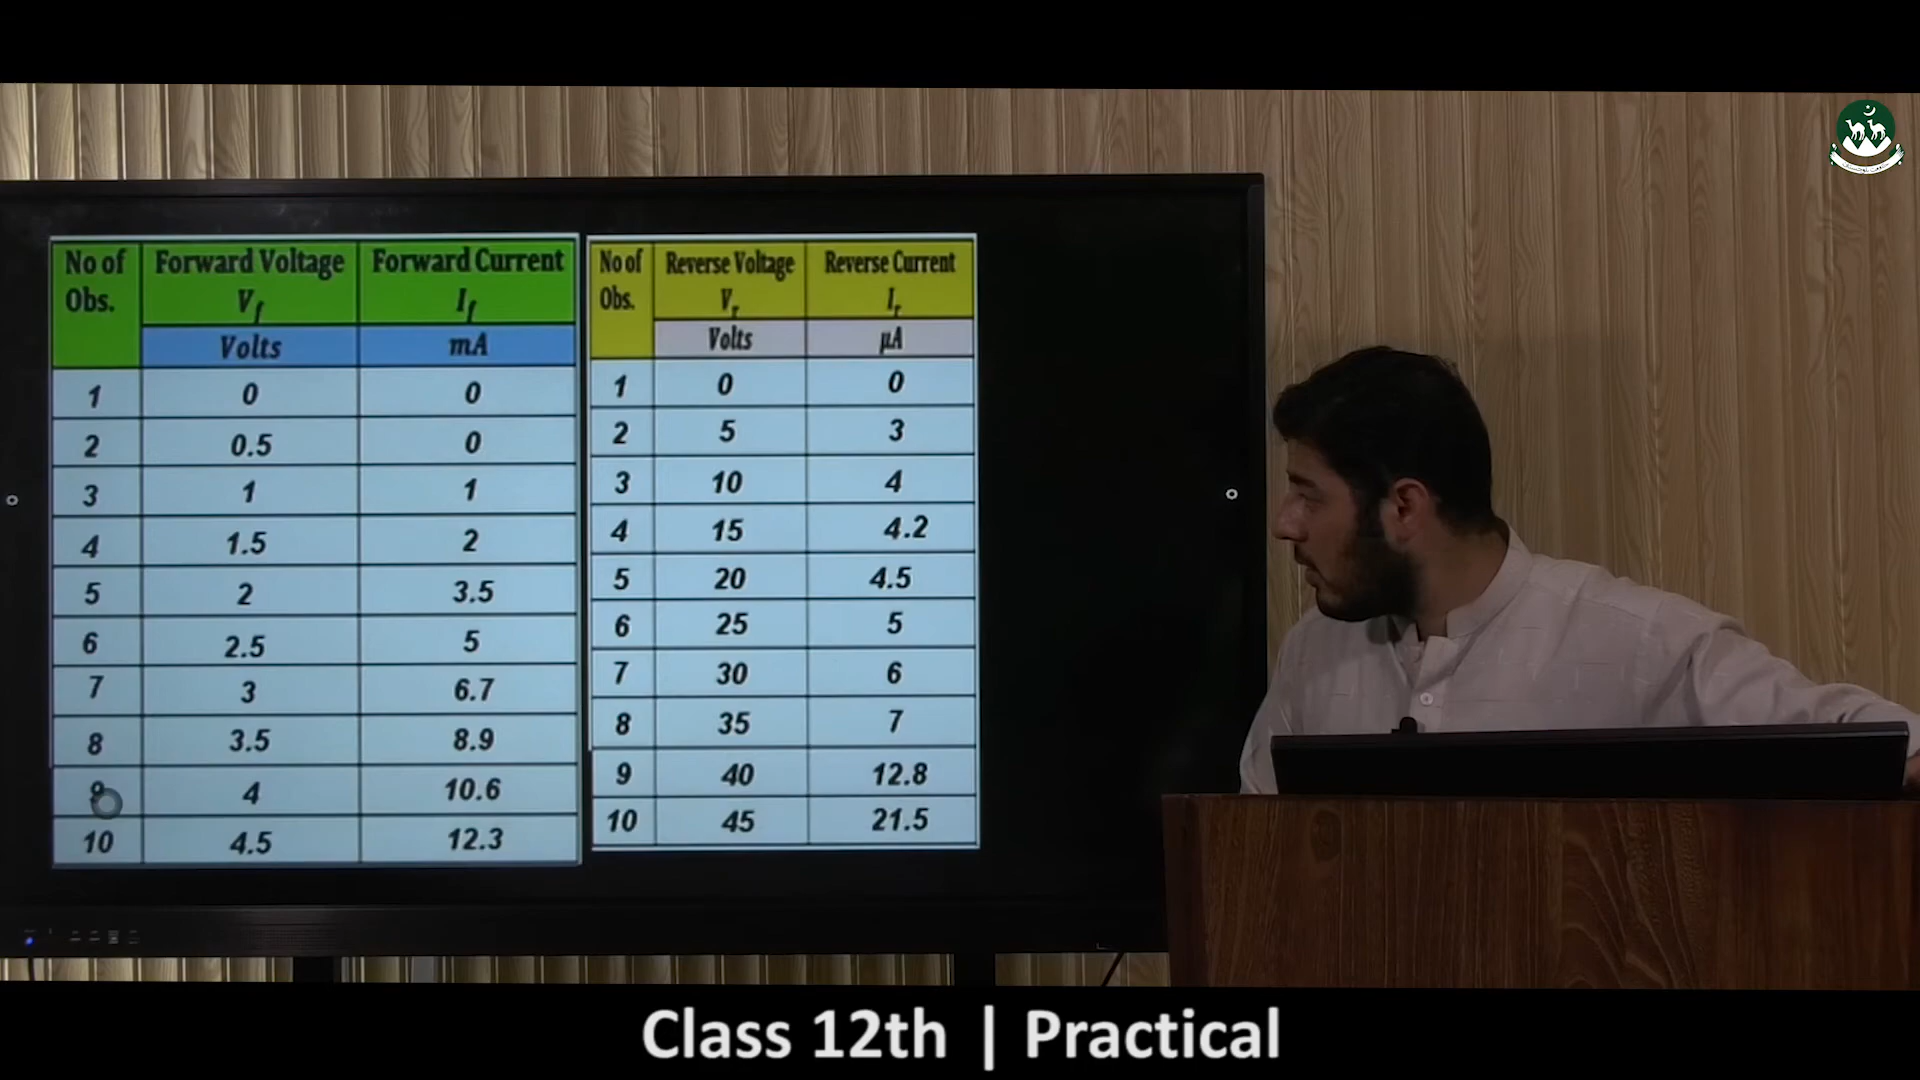 No of Obs. Forward Voltage Vf Forward Current If
Volts mA
1 0 0
2 0.5 0
3 1 1
4 1.5 2
5 2 3.5
6 2.5 5
7 3 6.7
8 3.5 8.9
9 4 10.6
10 4.5 12.3
No of Obs. Reverse Voltage Vr Reverse Current Ir
Volts μA
1 0 0
2 5 3
3 10 4
4 15 4.2
5 20 4.5
6 25 5
7 30 6
8 35 7
9 40 12.8
10 45 21.5
Class 12th | Practical